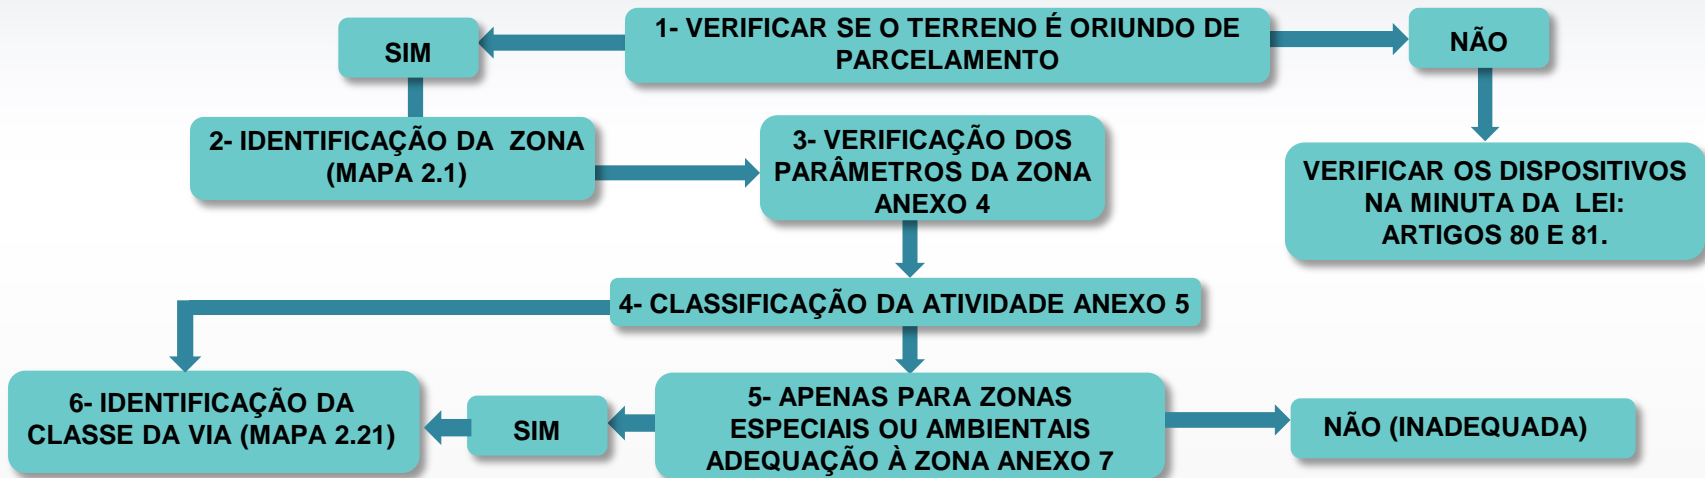 1- VERIFICAR SE O TERRENO É ORIUNDO DE
PARCELAMENTO
SIM
NÃO
2- IDENTIFICAÇÃO DA ZONA
(MAPA 2.1)
3- VERIFICAÇÃO DOS
PARÂMETROS DA ZONA
ANEXO 4
VERIFICAR OS DISPOSITIVOS
NA MINUTA DA LEI:
ARTIGOS 80 E 81.
4- CLASSIFICAÇÃO DA ATIVIDADE ANEXO 5
5- APENAS PARA ZONAS
ESPECIAIS OU AMBIENTAIS
ADEQUAÇÃO À ZONA ANEXO 7
SIM
NÃO (INADEQUADA)
6- IDENTIFICAÇÃO DA
CLASSE DA VIA (MAPA 2.21)